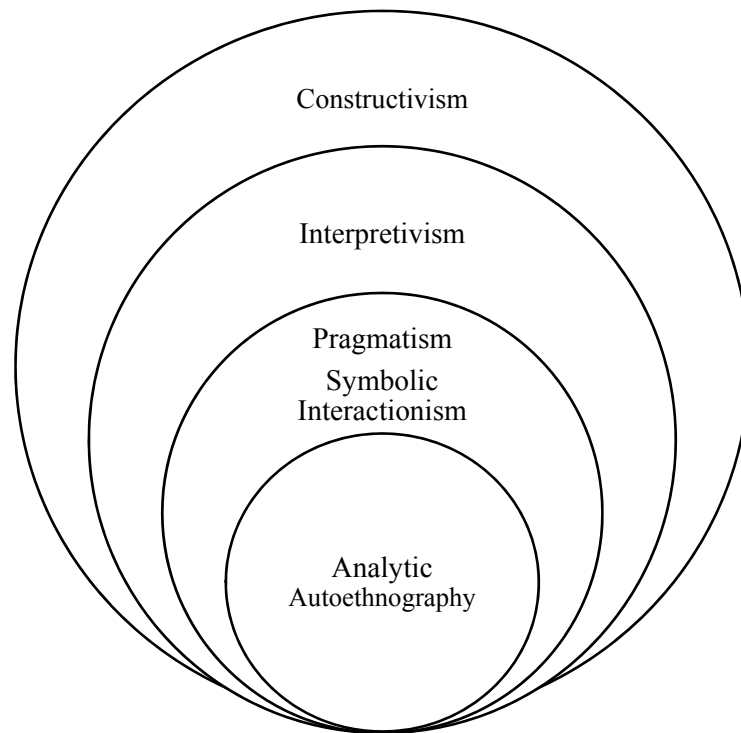 Constructivism
Interpretivism
Pragmatism
Symbolic
Interactionism
Analytic
Autoethnography